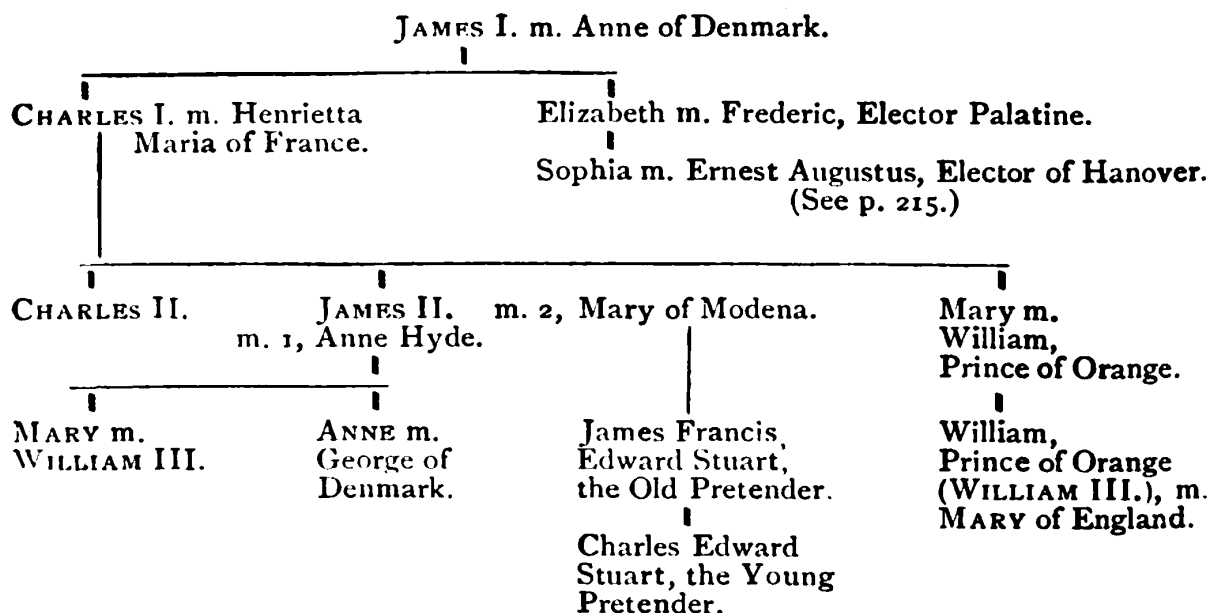 JAMES I. m. Anne of Denmark.
CHARLES I. m. Henrietta
Maria of France.
Elizabeth m. Frederic, Elector Palatine.
Sophia m. Ernest Augustus, Elector of Hanover.
(See p. 215.)
CHARLES II.
JAMES II. m. 2, Mary of Modena.
m. 1, Anne Hyde.
Mary m.
William,
Prince of Orange.
MARY m.
WILLIAM III.
ANNE m.
George of
Denmark.
James Francis,
Edward Stuart,
the Old Pretender.
Charles Edward
Stuart, the Young
Pretender.
William,
Prince of Orange
(WILLIAM III.), m.
MARY of England.